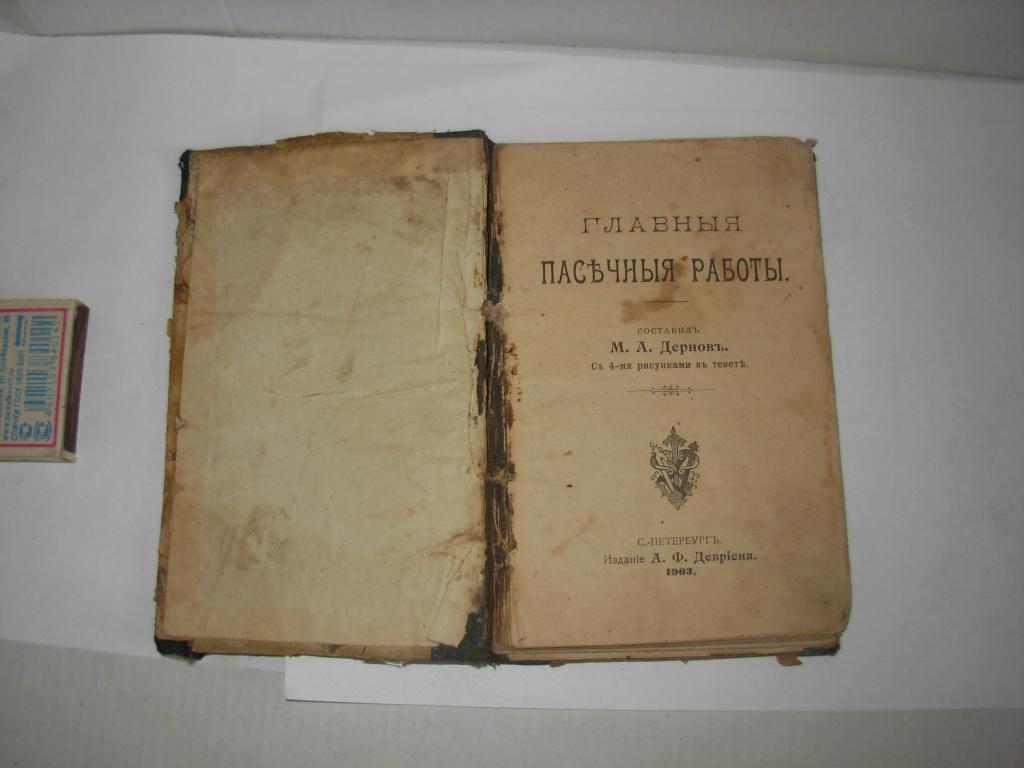 ГЛАВНЫЯ
ПАСѢЧНЫЯ РАБОТЫ.
СОСТАВИЛЪ
М. А. Дерновъ.
Съ 4-мя рисунками въ текстѣ.
С.-ПЕТЕРБУРГЪ.
Изданіе А. Ф. Девріена.
1903.